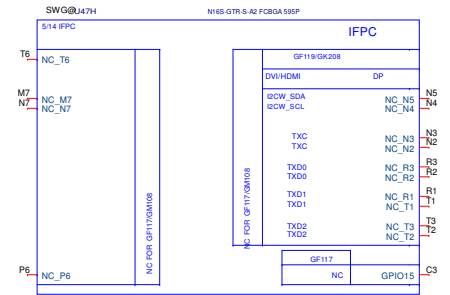 SWG@U47H N16S-GTR-S-A2 FCBGA 595P
5/14 IFPC
IFPC
T6 NC_T6
GF119/GK208
DVI/HDMI DP
M7 NC_M7
N7 NC_N7
I2CW_SDA NC_N5 N5
I2CW_SCL NC_N4 N4
TXC NC_N3 N3
TXC NC_N2 N2
TXD0 NC_R3 R3
TXD0 NC_R2 R2
TXD1 NC_R1 R1
TXD1 NC_T1 T1
TXD2 NC_T3 T3
TXD2 NC_T2 T2
NC FOR GF117/GM108
NC FOR GF117/GM108
GF117
P6 NC_P6
NC GPIO15 C3